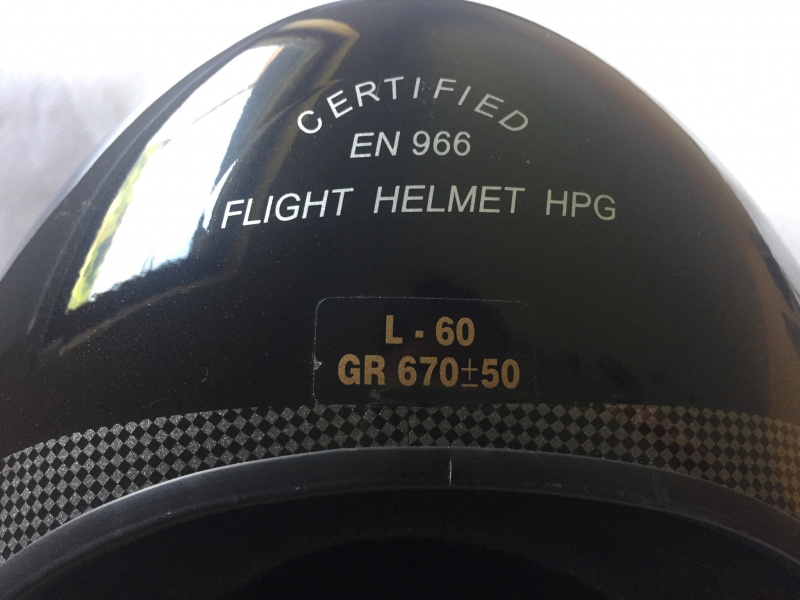 CERTIFIED
EN 966
FLIGHT HELMET HPG
L - 60
GR 670±50